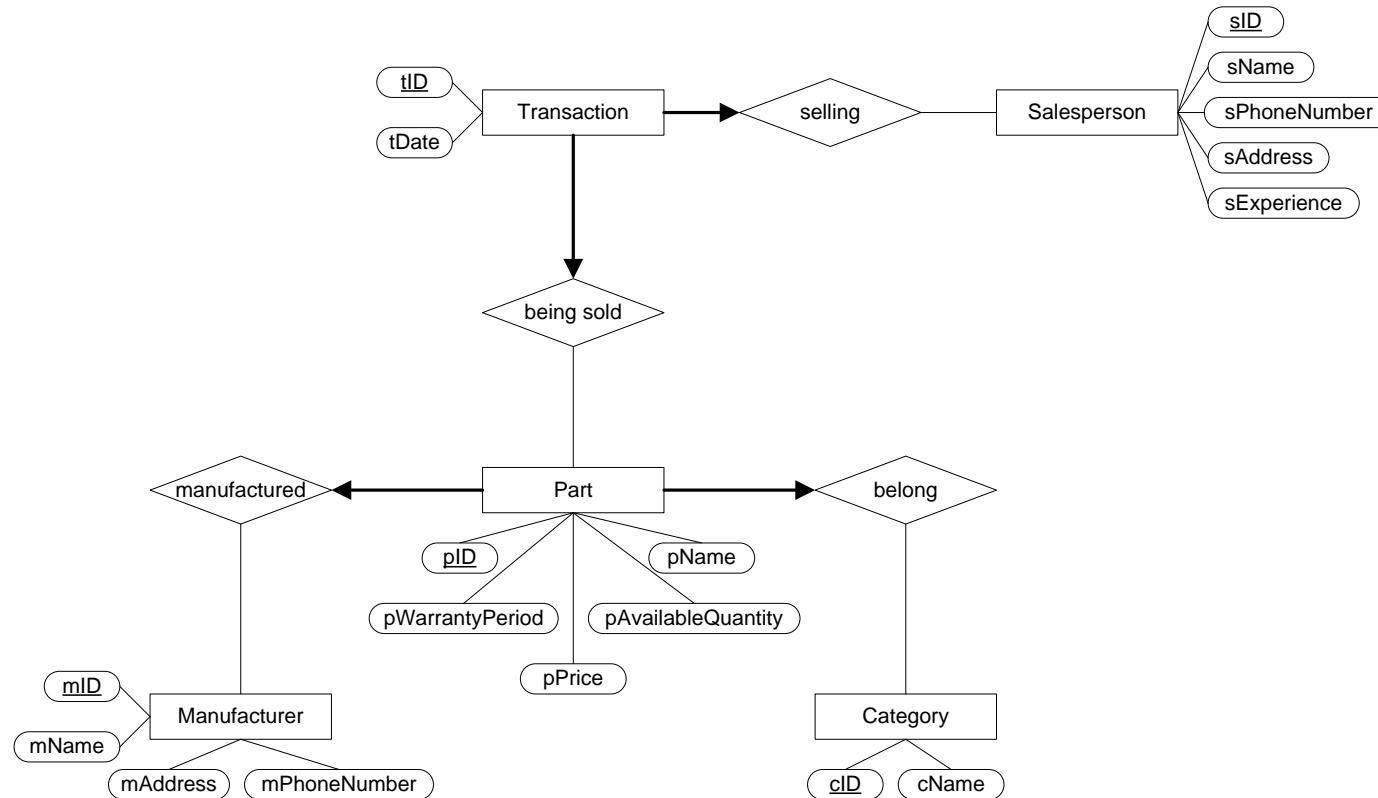 sID
tID
sName
Transaction
selling
Salesperson
sPhoneNumber
tDate
sAddress
sExperience
being sold
manufactured
Part
belong
pID
pName
pWarrantyPeriod
pAvailableQuantity
pPrice
mID
Manufacturer
Category
mName
mAddress
mPhoneNumber
cID
cName